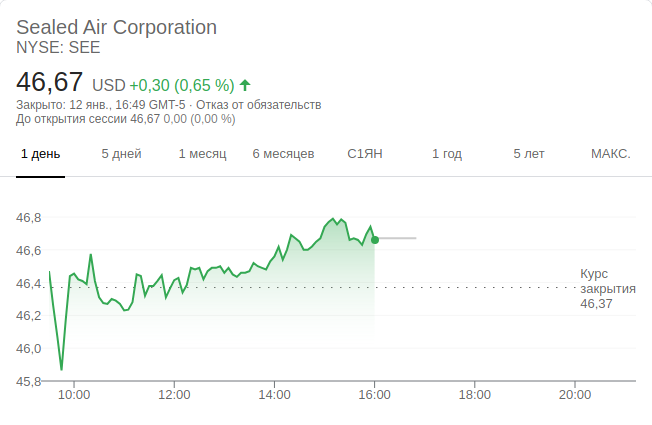 Sealed Air Corporation
NYSE: SEE
46,67 USD +0,30 (0,65 %)
Закрыто: 12 янв., 16:49 GMT-5 · Отказ от обязательств
До открытия сессии 46,67 0,00 (0,00 %)
1 день 5 дней 1 месяц 6 месяцев С1ЯН 1 год 5 лет МАКС.
46,8
46,6
46,4
46,2
46,0
45,8
Курс
закрытия
46,37
10:00 12:00 14:00 16:00 18:00 20:00